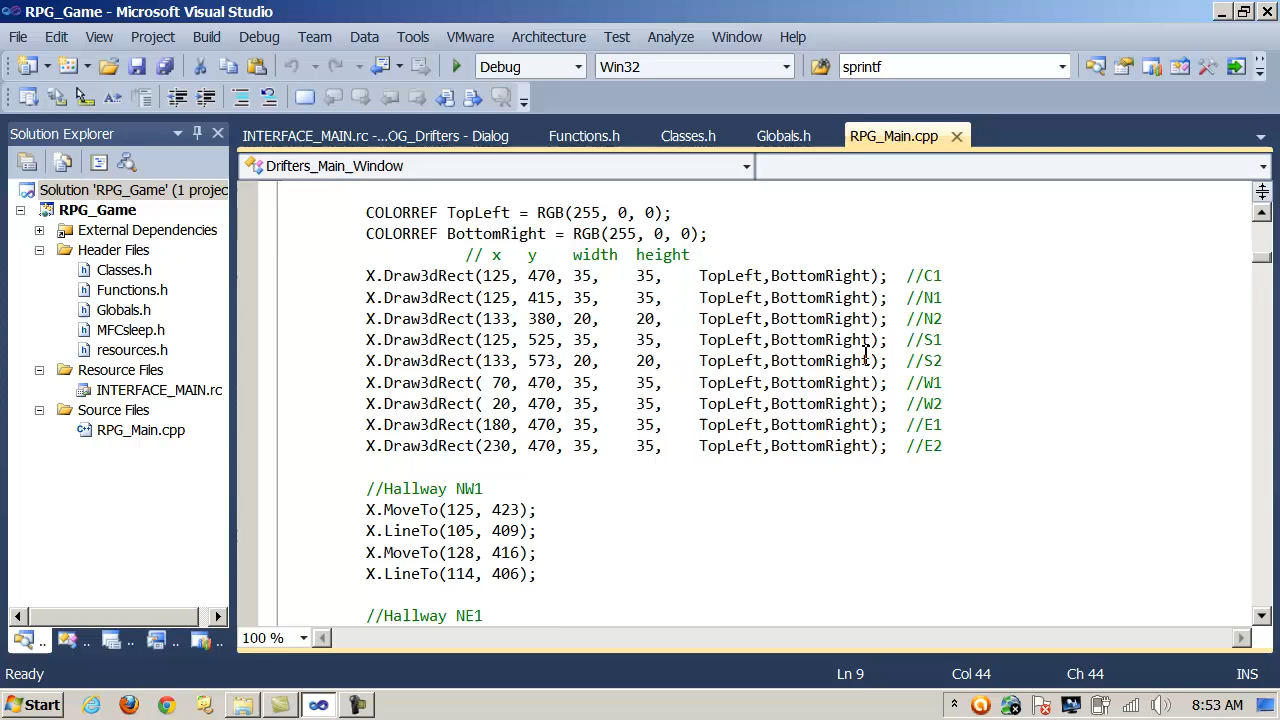 RPG_Game - Microsoft Visual Studio
File Edit View Project Build Debug Team Data Tools VMware Architecture Test Analyze Window Help
Debug Win32 sprintf
Solution Explorer
INTERFACE_MAIN.rc -...OG_Drifters - Dialog Functions.h Classes.h Globals.h RPG_Main.cpp
Drifters_Main_Window
Solution 'RPG_Game' (1 projec
RPG_Game
External Dependencies
Header Files
Classes.h
Functions.h
Globals.h
MFCsleep.h
resources.h
Resource Files
INTERFACE_MAIN.rc
Source Files
RPG_Main.cpp
COLORREF TopLeft = RGB(255, 0, 0);
COLORREF BottomRight = RGB(255, 0, 0);
// x y width height
X.Draw3dRect(125, 470, 35, 35, TopLeft,BottomRight); //C1
X.Draw3dRect(125, 415, 35, 35, TopLeft,BottomRight); //N1
X.Draw3dRect(133, 380, 20, 20, TopLeft,BottomRight); //N2
X.Draw3dRect(125, 525, 35, 35, TopLeft,BottomRight); //S1
X.Draw3dRect(133, 573, 20, 20, TopLeft,BottomRight); //S2
X.Draw3dRect( 70, 470, 35, 35, TopLeft,BottomRight); //W1
X.Draw3dRect( 20, 470, 35, 35, TopLeft,BottomRight); //W2
X.Draw3dRect(180, 470, 35, 35, TopLeft,BottomRight); //E1
X.Draw3dRect(230, 470, 35, 35, TopLeft,BottomRight); //E2
//Hallway NW1
X.MoveTo(125, 423);
X.LineTo(105, 409);
X.MoveTo(128, 416);
X.LineTo(114, 406);
//Hallway NE1
100 %
Ready Ln 9 Col 44 Ch 44 INS
Start 8:53 AM